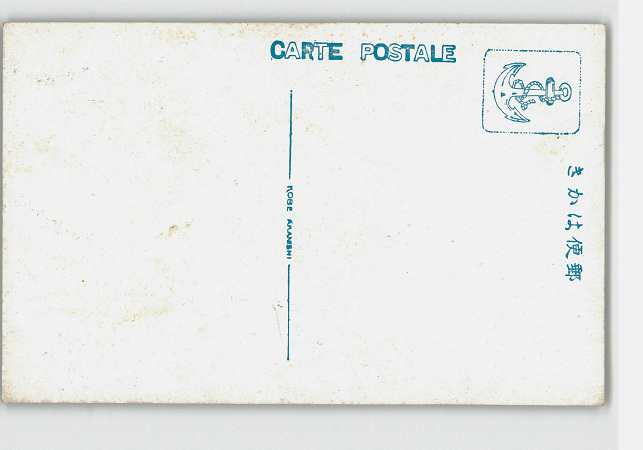 CARTE POSTALE
KOBE AKANISHI
きかは便郵